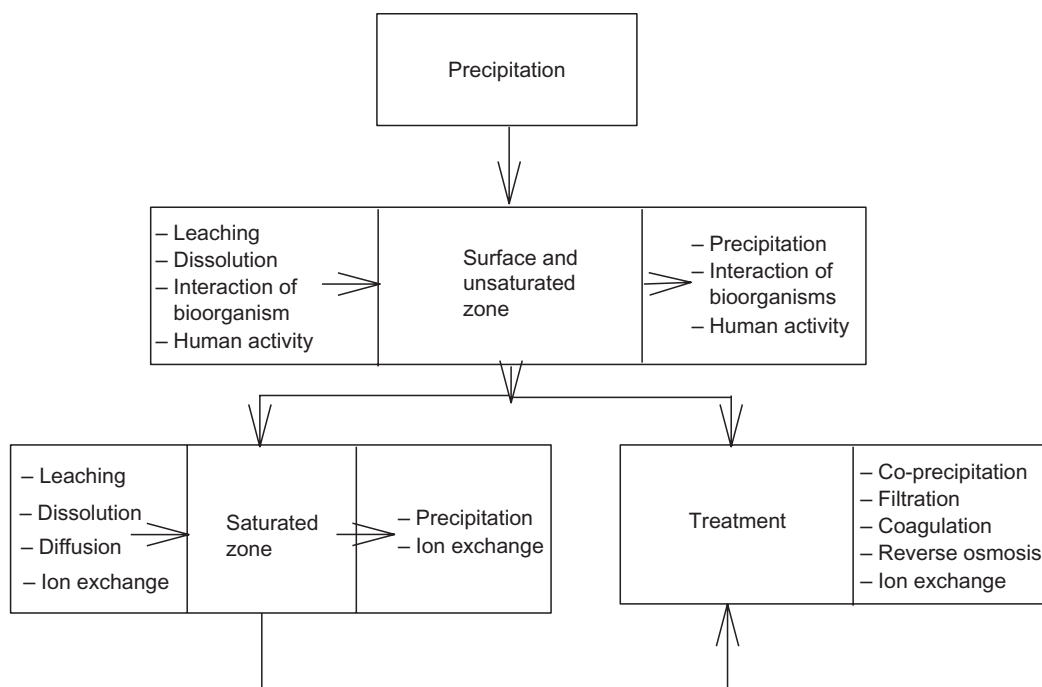 Precipitation
– Leaching
– Dissolution
– Interaction of
bioorganism
– Human activity
Surface and
unsaturated
zone
– Precipitation
– Interaction of
bioorganisms
– Human activity
– Leaching
– Dissolution
– Diffusion
– Ion exchange
Saturated
zone
– Precipitation
– Ion exchange
Treatment
– Co-precipitation
– Filtration
– Coagulation
– Reverse osmosis
– Ion exchange